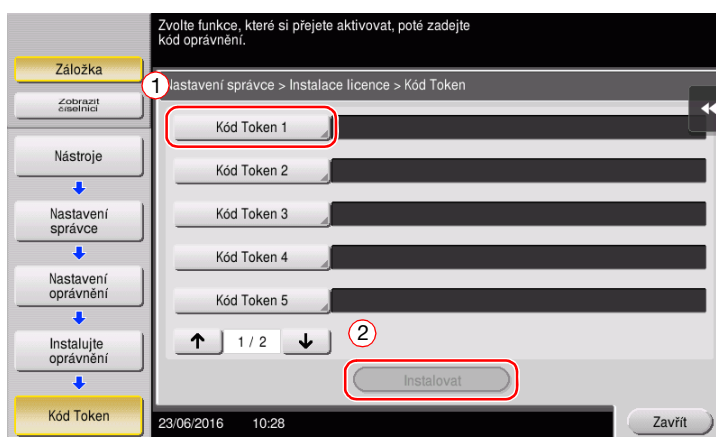 Zvolte funkce, které si přejete aktivovat, poté zadejte
kód oprávnění.
Záložka
Zobrazit
číselnici
1
Nastavení správce > Instalace licence > Kód Token
Kód Token 1
Nástroje
Kód Token 2
Nastavení
správce
Kód Token 3
Kód Token 4
Nastavení
oprávnění
Kód Token 5
1 / 2
2
Instalujte
oprávnění
Instalovat
Kód Token
23/06/2016 10:28
Zavřít